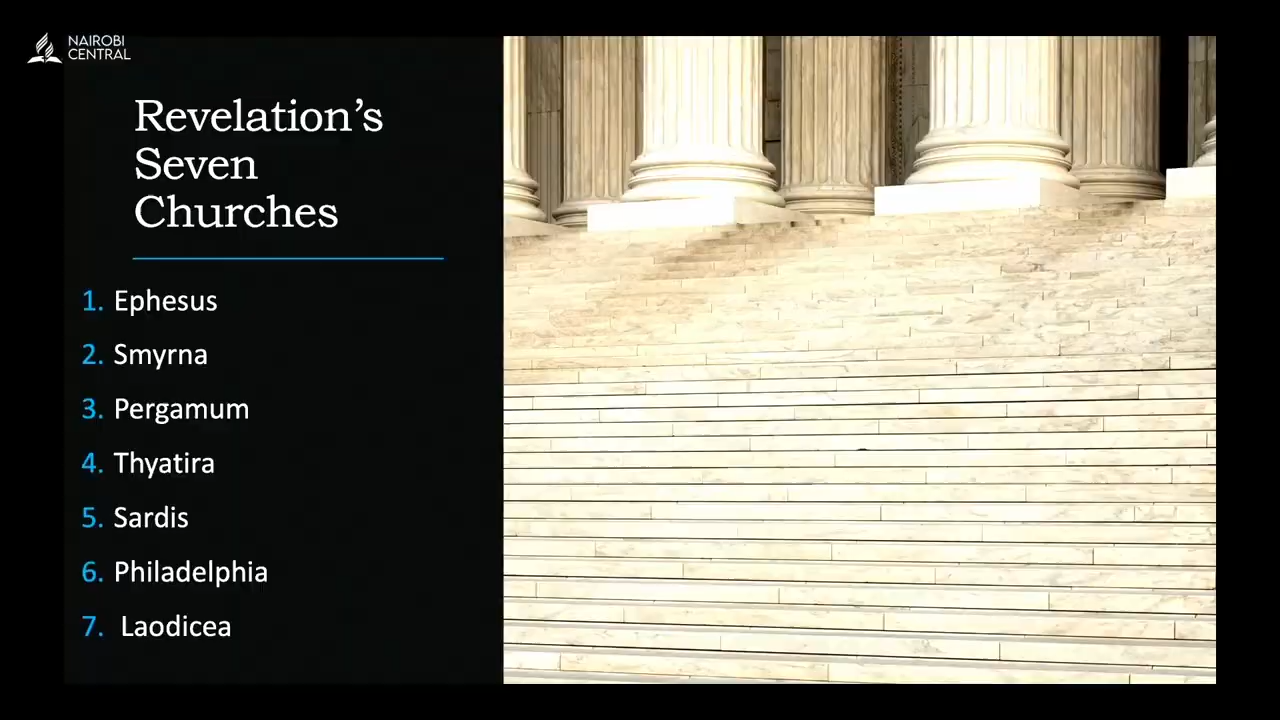 NAIROBI
CENTRAL
Revelation’s
Seven
Churches
1. Ephesus
2. Smyrna
3. Pergamum
4. Thyatira
5. Sardis
6. Philadelphia
7. Laodicea